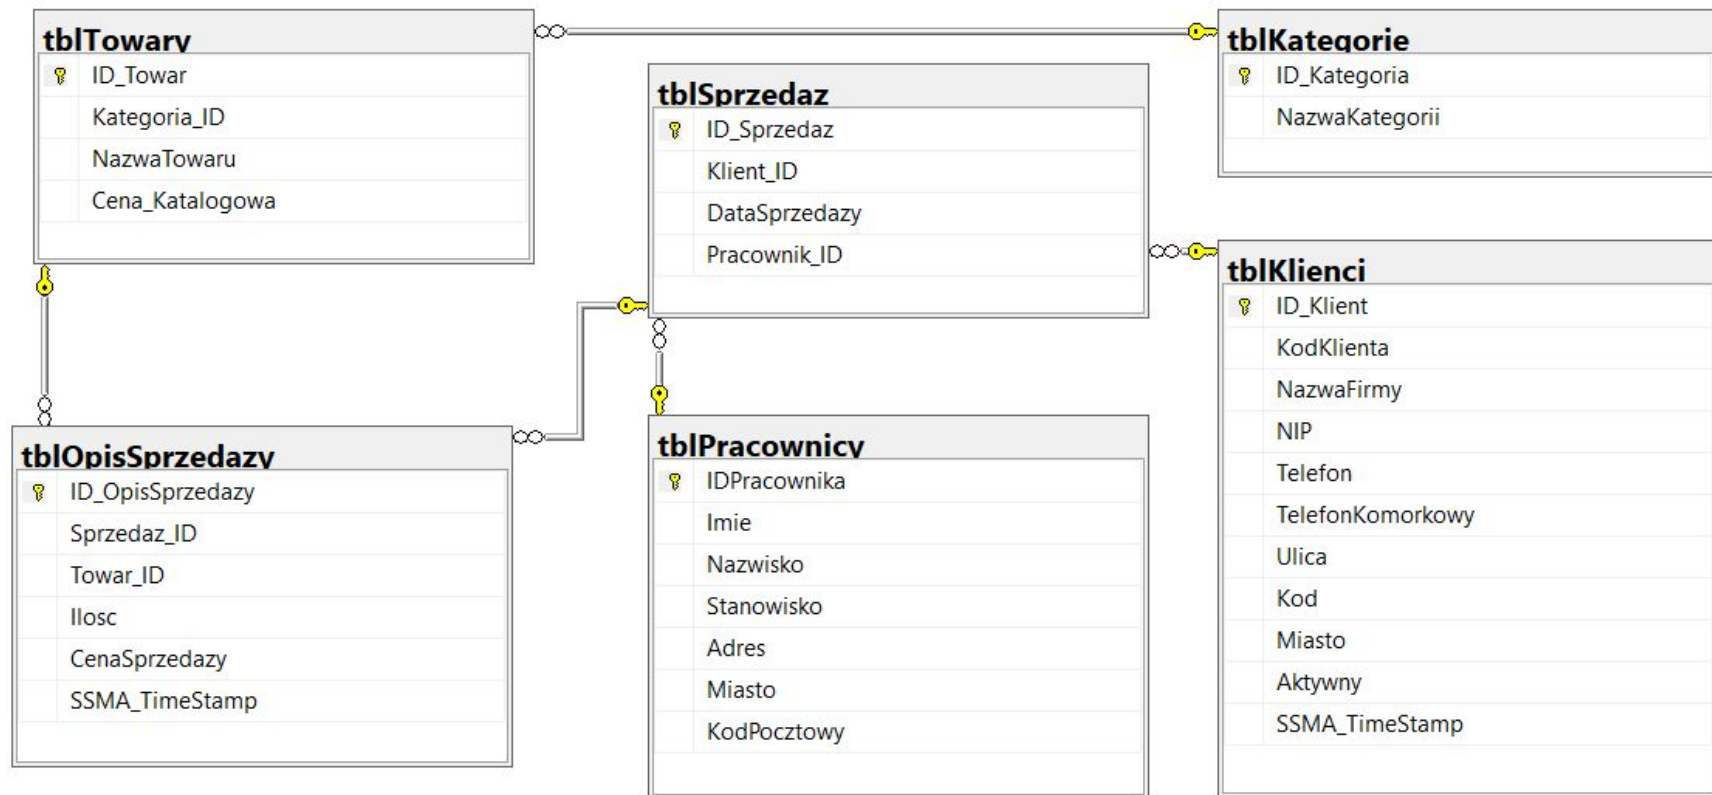 tblTowary
ID_Towar
Kategoria_ID
NazwaTowaru
Cena_Katalogowa
tblSprzedaz
ID_Sprzedaz
Klient_ID
DataSprzedazy
Pracownik_ID
tblKategorie
ID_Kategoria
NazwaKategorii
tblKlienci
ID_Klient
KodKlienta
NazwaFirmy
NIP
Telefon
TelefonKomorkowy
Ulica
Kod
Miasto
Aktywny
SSMA_TimeStamp
tblOpisSprzedazy
ID_OpisSprzedazy
Sprzedaz_ID
Towar_ID
Ilosc
CenaSprzedazy
SSMA_TimeStamp
tblPracownicy
IDPracownika
Imie
Nazwisko
Stanowisko
Adres
Miasto
KodPocztowy